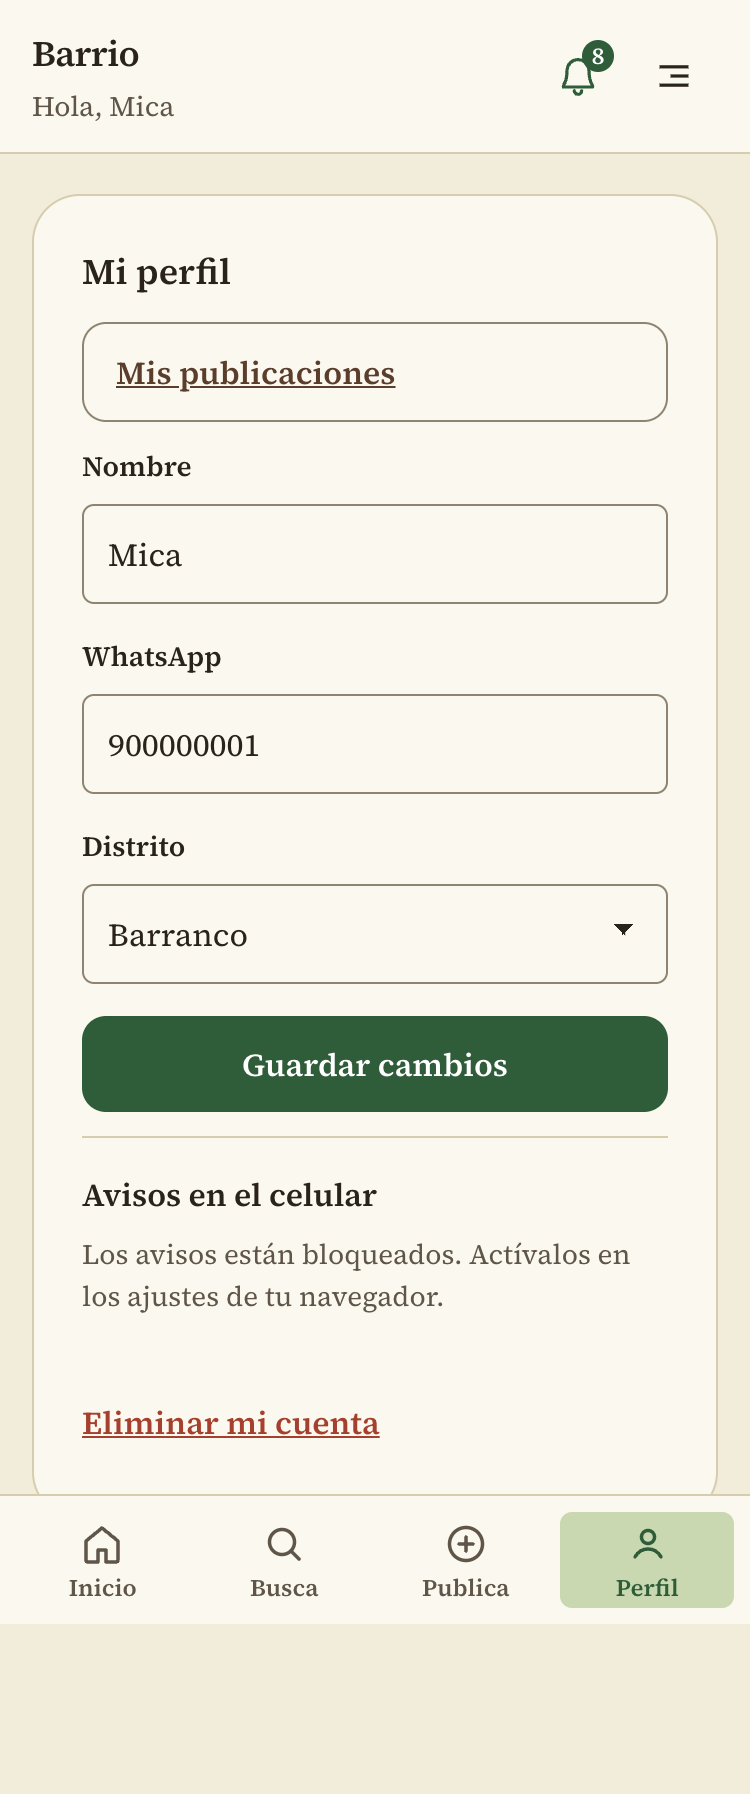 Barrio
Hola, Mica
8
Mi perfil
Mis publicaciones
Nombre
Mica
WhatsApp
900000001
Distrito
Barranco
Guardar cambios
Avisos en el celular
Los avisos están bloqueados. Actívalos en
los ajustes de tu navegador.
Eliminar mi cuenta
Inicio
Busca
Publica
Perfil